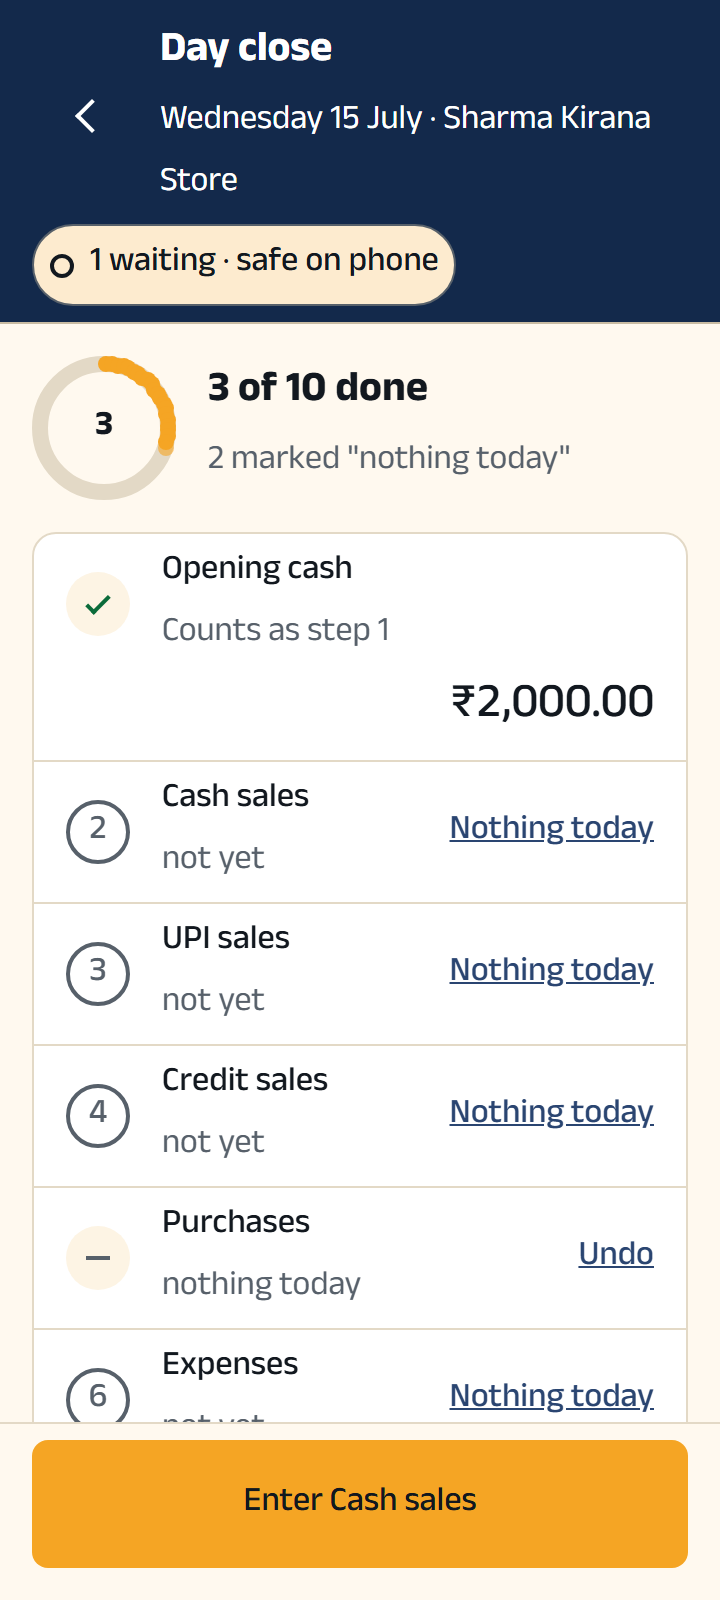 Day close
Wednesday 15 July · Sharma Kirana
Store
1 waiting · safe on phone
3
3 of 10 done
2 marked "nothing today"
Opening cash
Counts as step 1
₹2,000.00
2
Cash sales
not yet
Nothing today
3
UPI sales
not yet
Nothing today
4
Credit sales
not yet
Nothing today
Purchases
nothing today
Undo
6
Expenses
not yet
Nothing today
Enter Cash sales